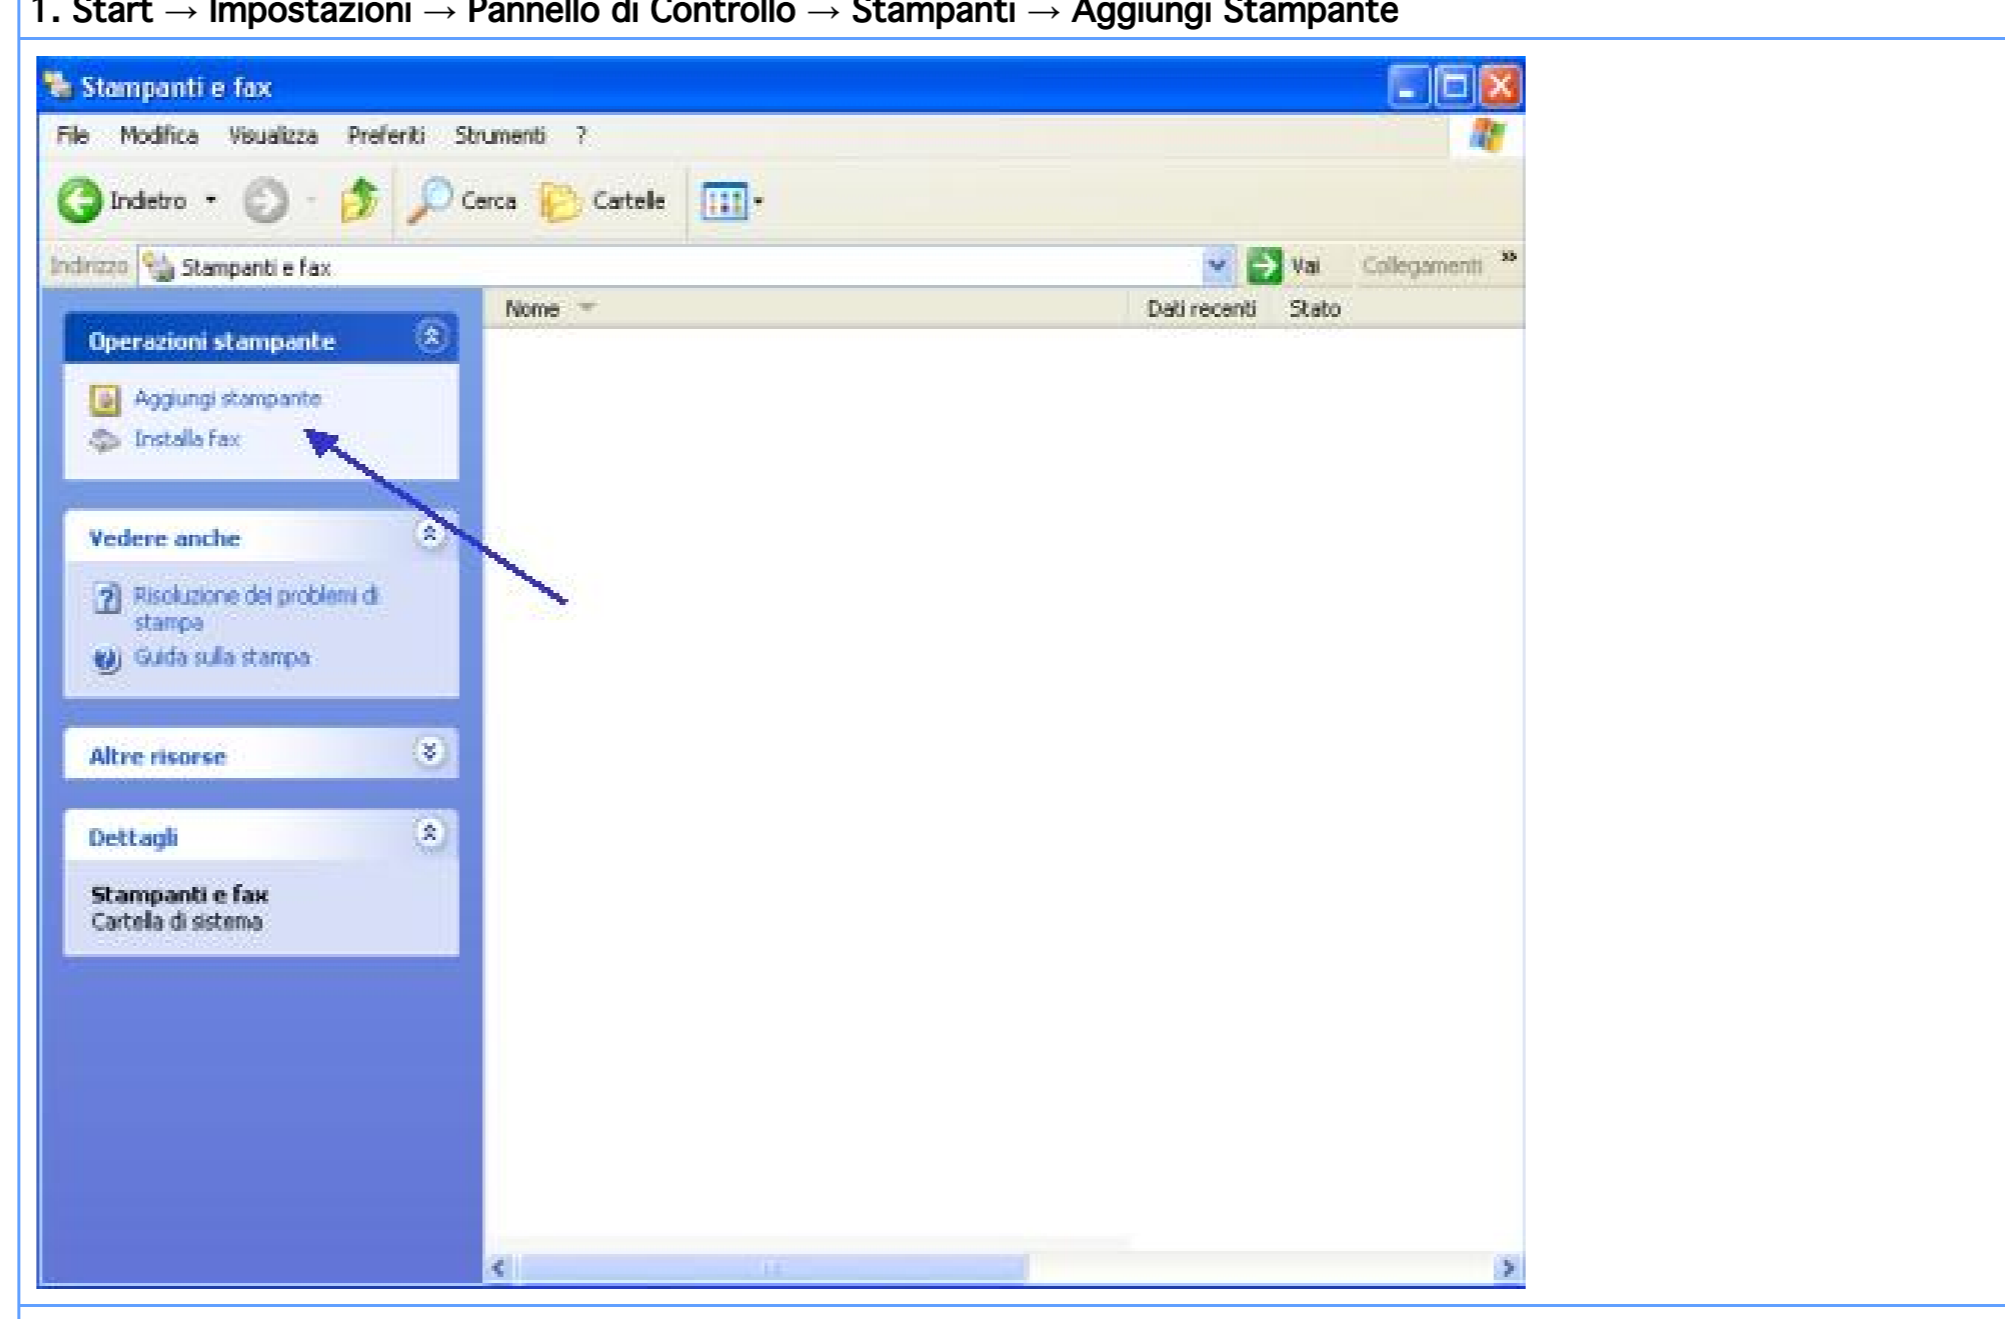 1. Start → Impostazioni → Pannello di Controllo → Stampanti → Aggiungi Stampante
Stampanti e fax
File Modifica Visualizza Preferiti Strumenti ?
Indietro Cerca Cartelle
Indirizzo Stampanti e fax Vai Collegamenti »
Nome Dati recenti Stato
Operazioni stampante
Aggiungi stampante
Installa fax
Vedere anche
Risoluzione dei problemi di
stampa
Guida sulla stampa
Altre risorse
Dettagli
Stampanti e fax
Cartella di sistema